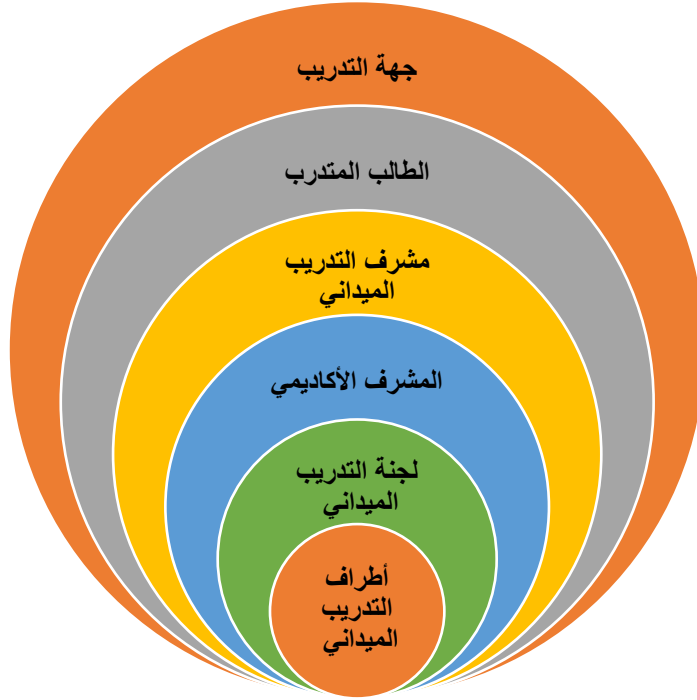 جهة التدريب
الطالب المتدرب
مشرف التدريب
الميداني
المشرف الأكاديمي
لجنة التدريب
الميداني
أطراف
التدريب
الميداني